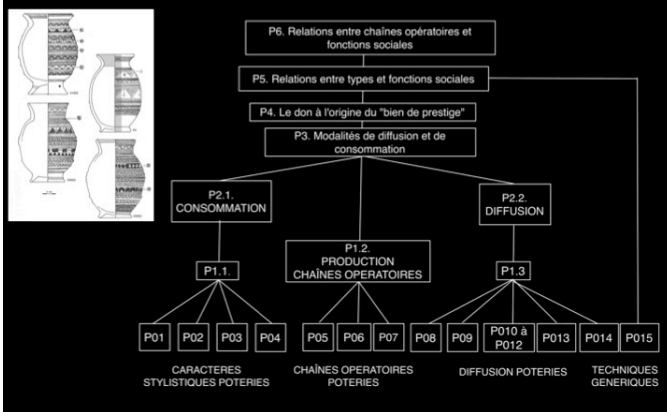 P6. Relations entre chaînes opératoires et
fonctions sociales
P5. Relations entre types et fonctions sociales
P4. Le don à l'origine du "bien de prestige"
P3. Modalités de diffusion et de
consommation
P2.1.
CONSOMMATION
P2.2.
DIFFUSION
P1.2.
PRODUCTION
CHAÎNES OPERATOIRES
P1.1.
P1.3
P01
P02
P03
P04
P05
P06
P07
P08
P09
P010 à
P012
P013
P014
P015
CARACTERES
STYLISTIQUES POTERIES
CHAÎNES OPERATOIRES
POTERIES
DIFFUSION POTERIES
TECHNIQUES
GENERIQUES